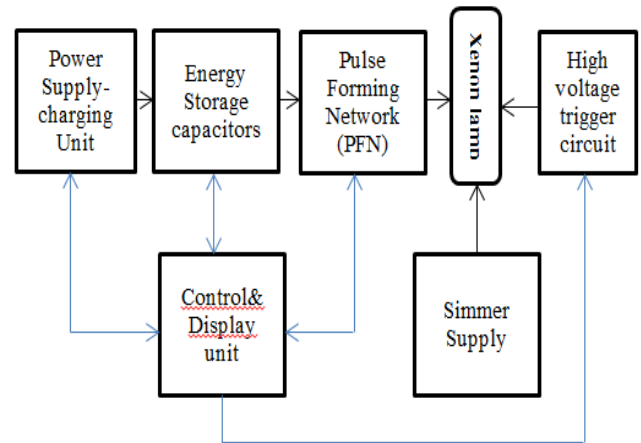 Power
Supply-
charging
Unit
Energy
Storage
capacitors
Pulse
Forming
Network
(PFN)
Xenon lamp
High
voltage
trigger
circuit
Control&
Display
unit
Simmer
Supply